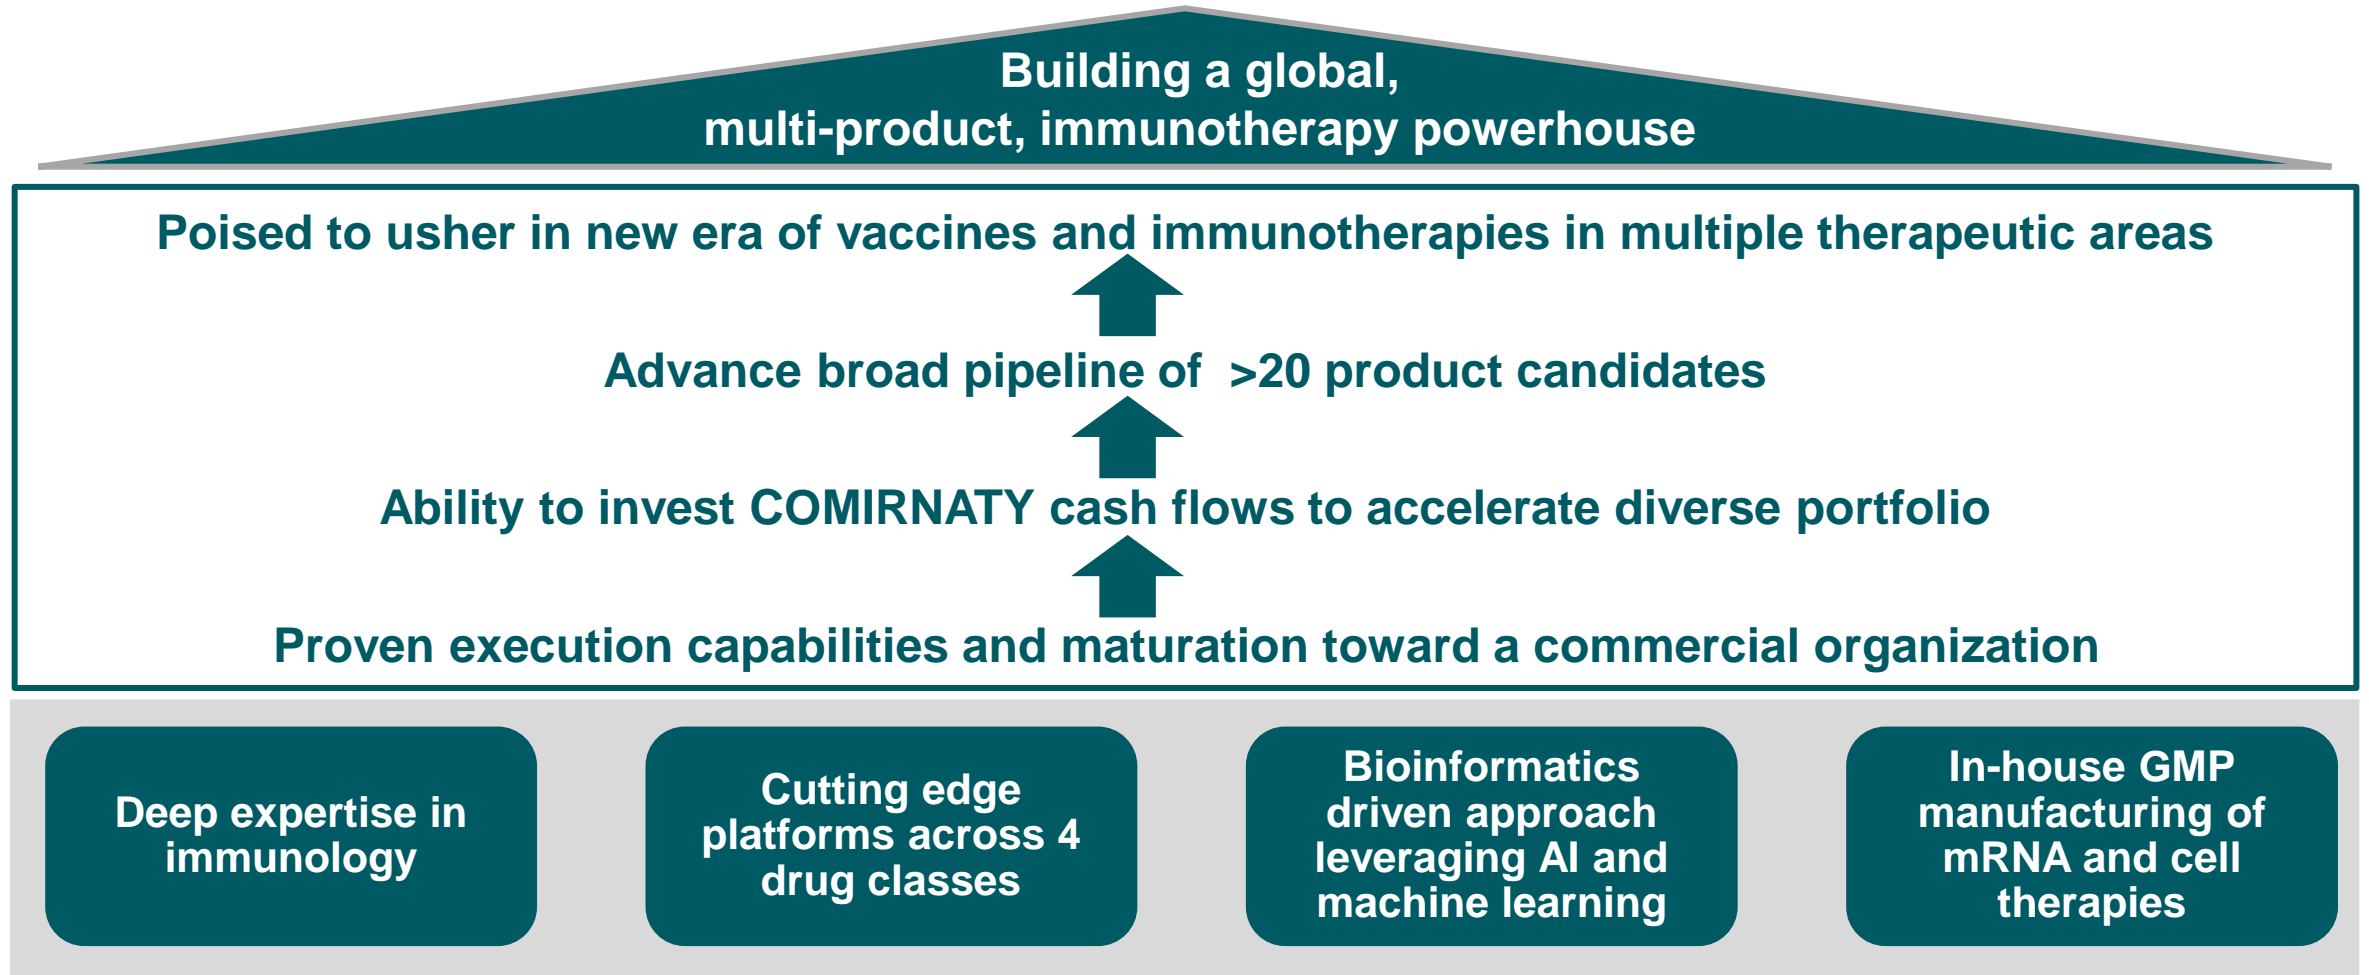 Building a global,
multi-product, immunotherapy powerhouse
Poised to usher in new era of vaccines and immunotherapies in multiple therapeutic areas
Advance broad pipeline of  >20 product candidates
Ability to invest COMIRNATY cash flows to accelerate diverse portfolio
Proven execution capabilities and maturation toward a commercial organization
Deep expertise in
immunology
Cutting edge
platforms across 4
drug classes
Bioinformatics
driven approach
leveraging AI and
machine learning
In-house GMP
manufacturing of
mRNA and cell
therapies